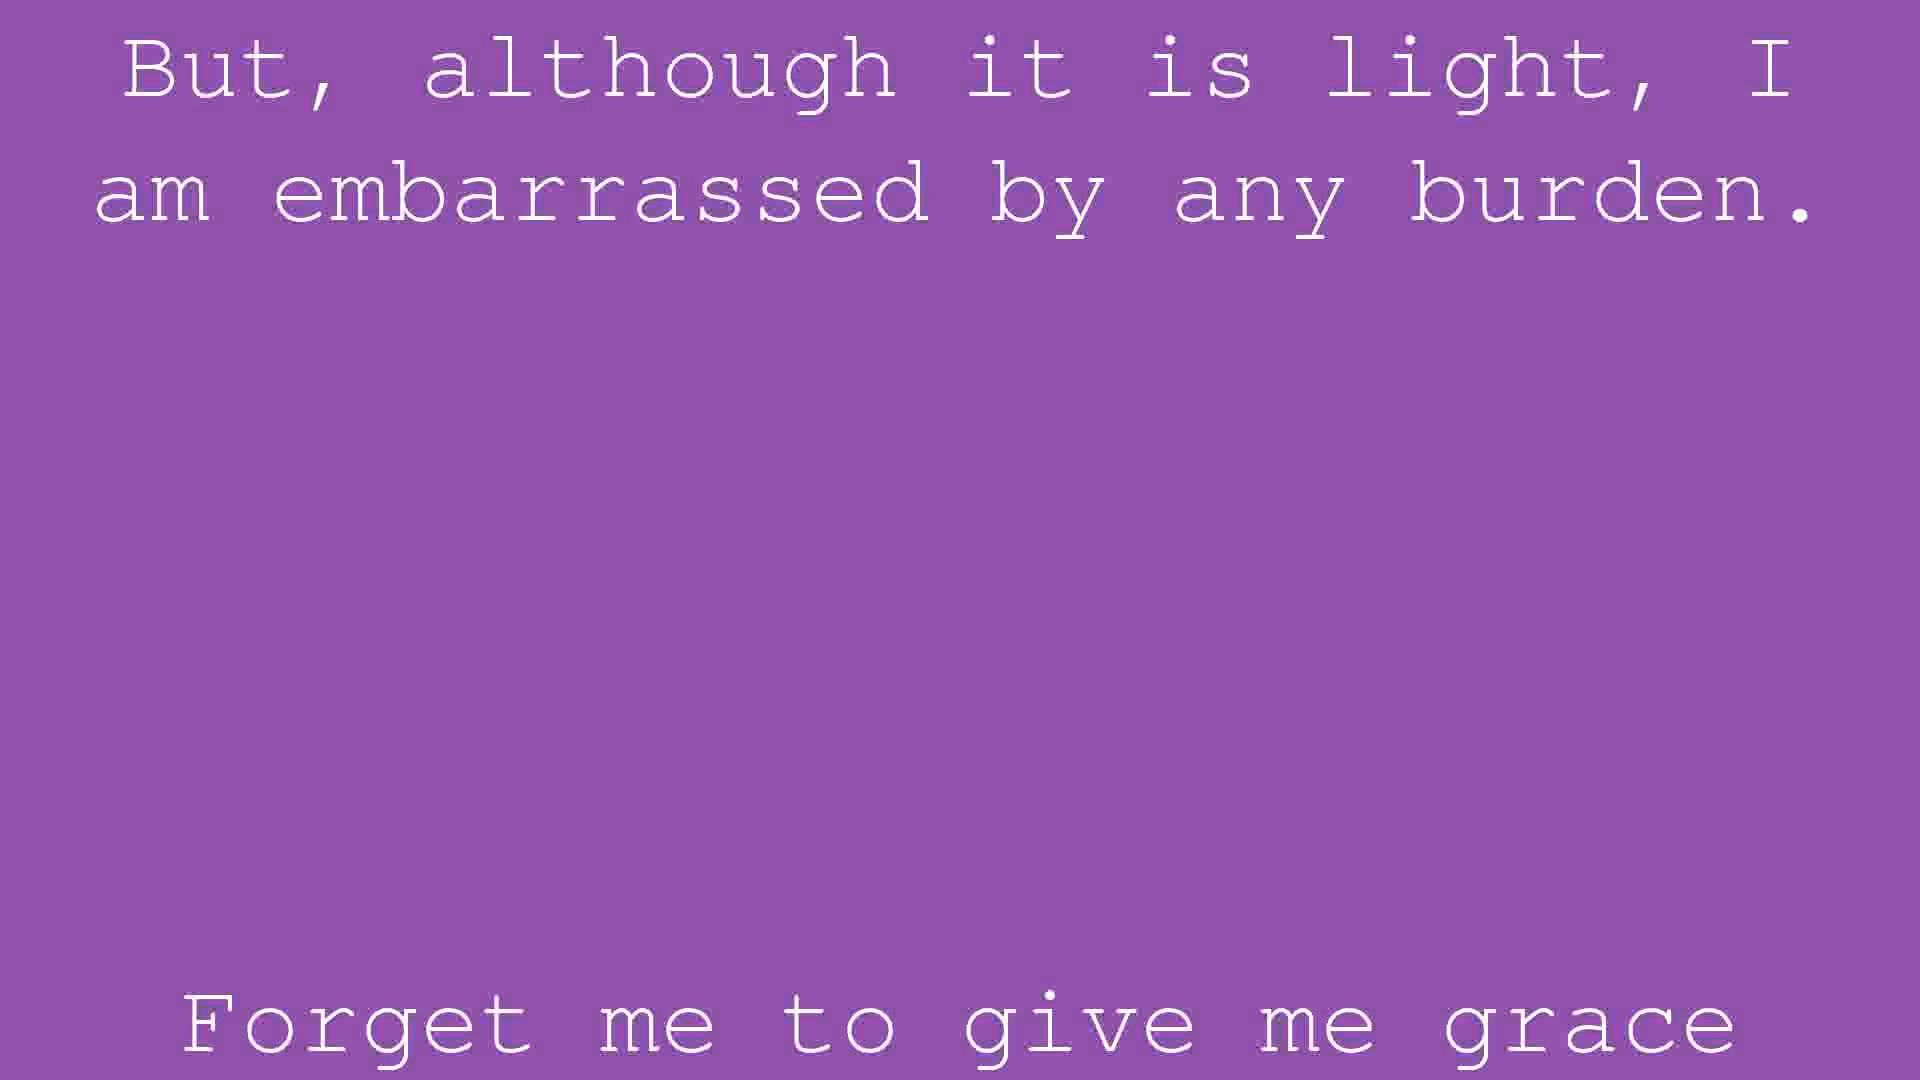 But, although it is light, I
am embarrassed by any burden.
Forget me to give me grace